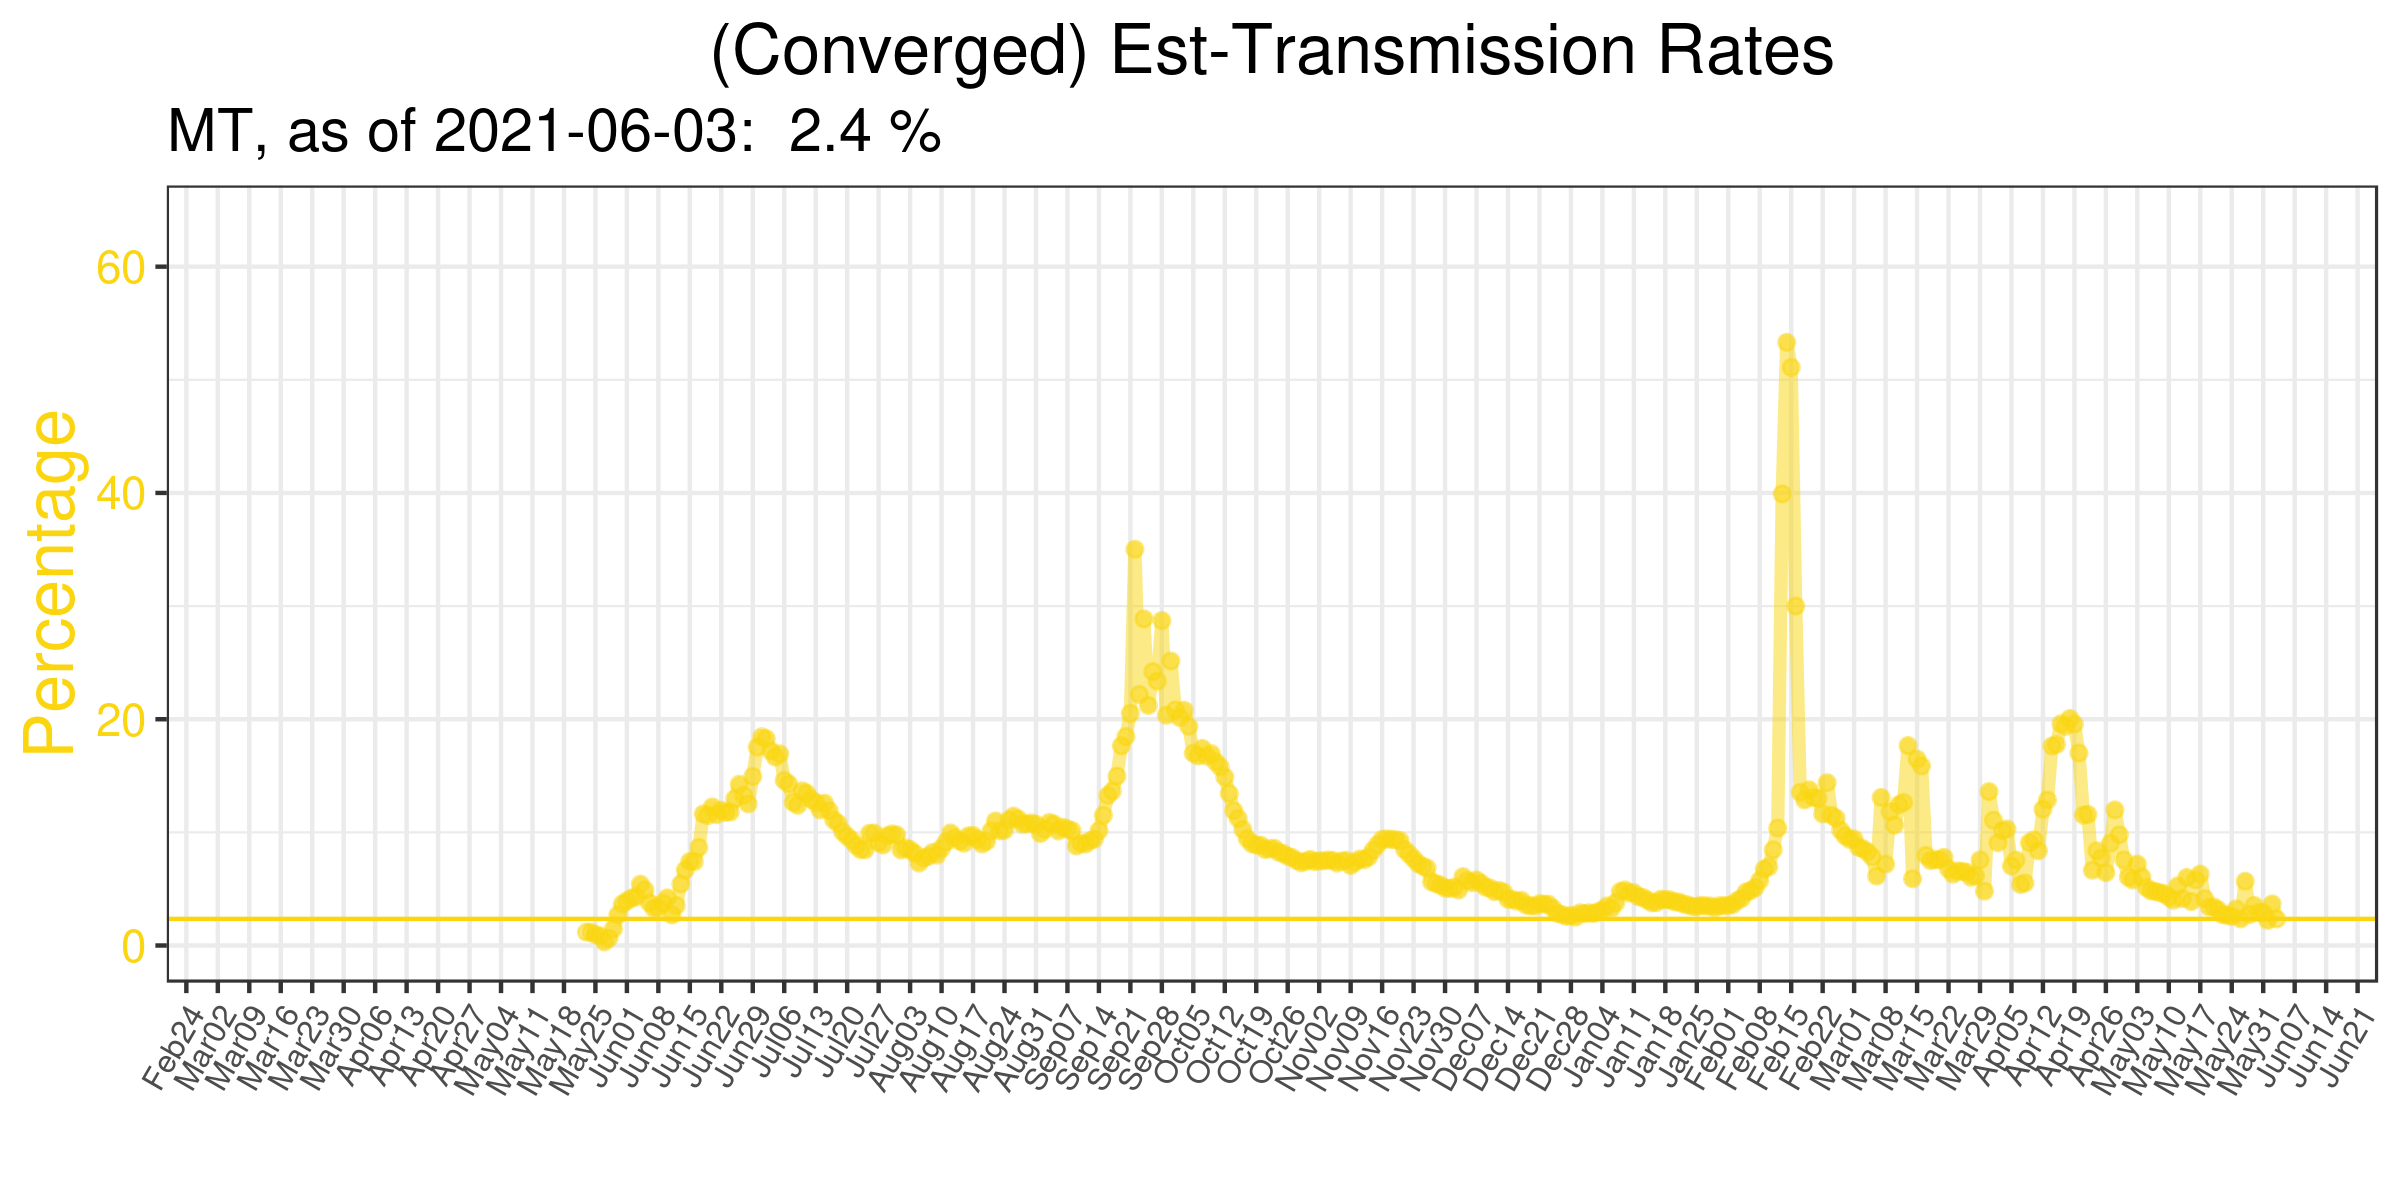 (Converged) Est-Transmission Rates
MT, as of 2021-06-03:  2.4 %
Percentage
60
40
20
0
Feb24
Mar02
Mar09
Mar16
Mar23
Mar30
Apr06
Apr13
Apr20
Apr27
May04
May11
May18
May25
Jun01
Jun08
Jun15
Jun22
Jun29
Jul06
Jul13
Jul20
Jul27
Aug03
Aug10
Aug17
Aug24
Aug31
Sep07
Sep14
Sep21
Sep28
Oct05
Oct12
Oct19
Oct26
Nov02
Nov09
Nov16
Nov23
Nov30
Dec07
Dec14
Dec21
Dec28
Jan04
Jan11
Jan18
Jan25
Feb01
Feb08
Feb15
Feb22
Mar01
Mar08
Mar15
Mar22
Mar29
Apr05
Apr12
Apr19
Apr26
May03
May10
May17
May24
May31
Jun07
Jun14
Jun21